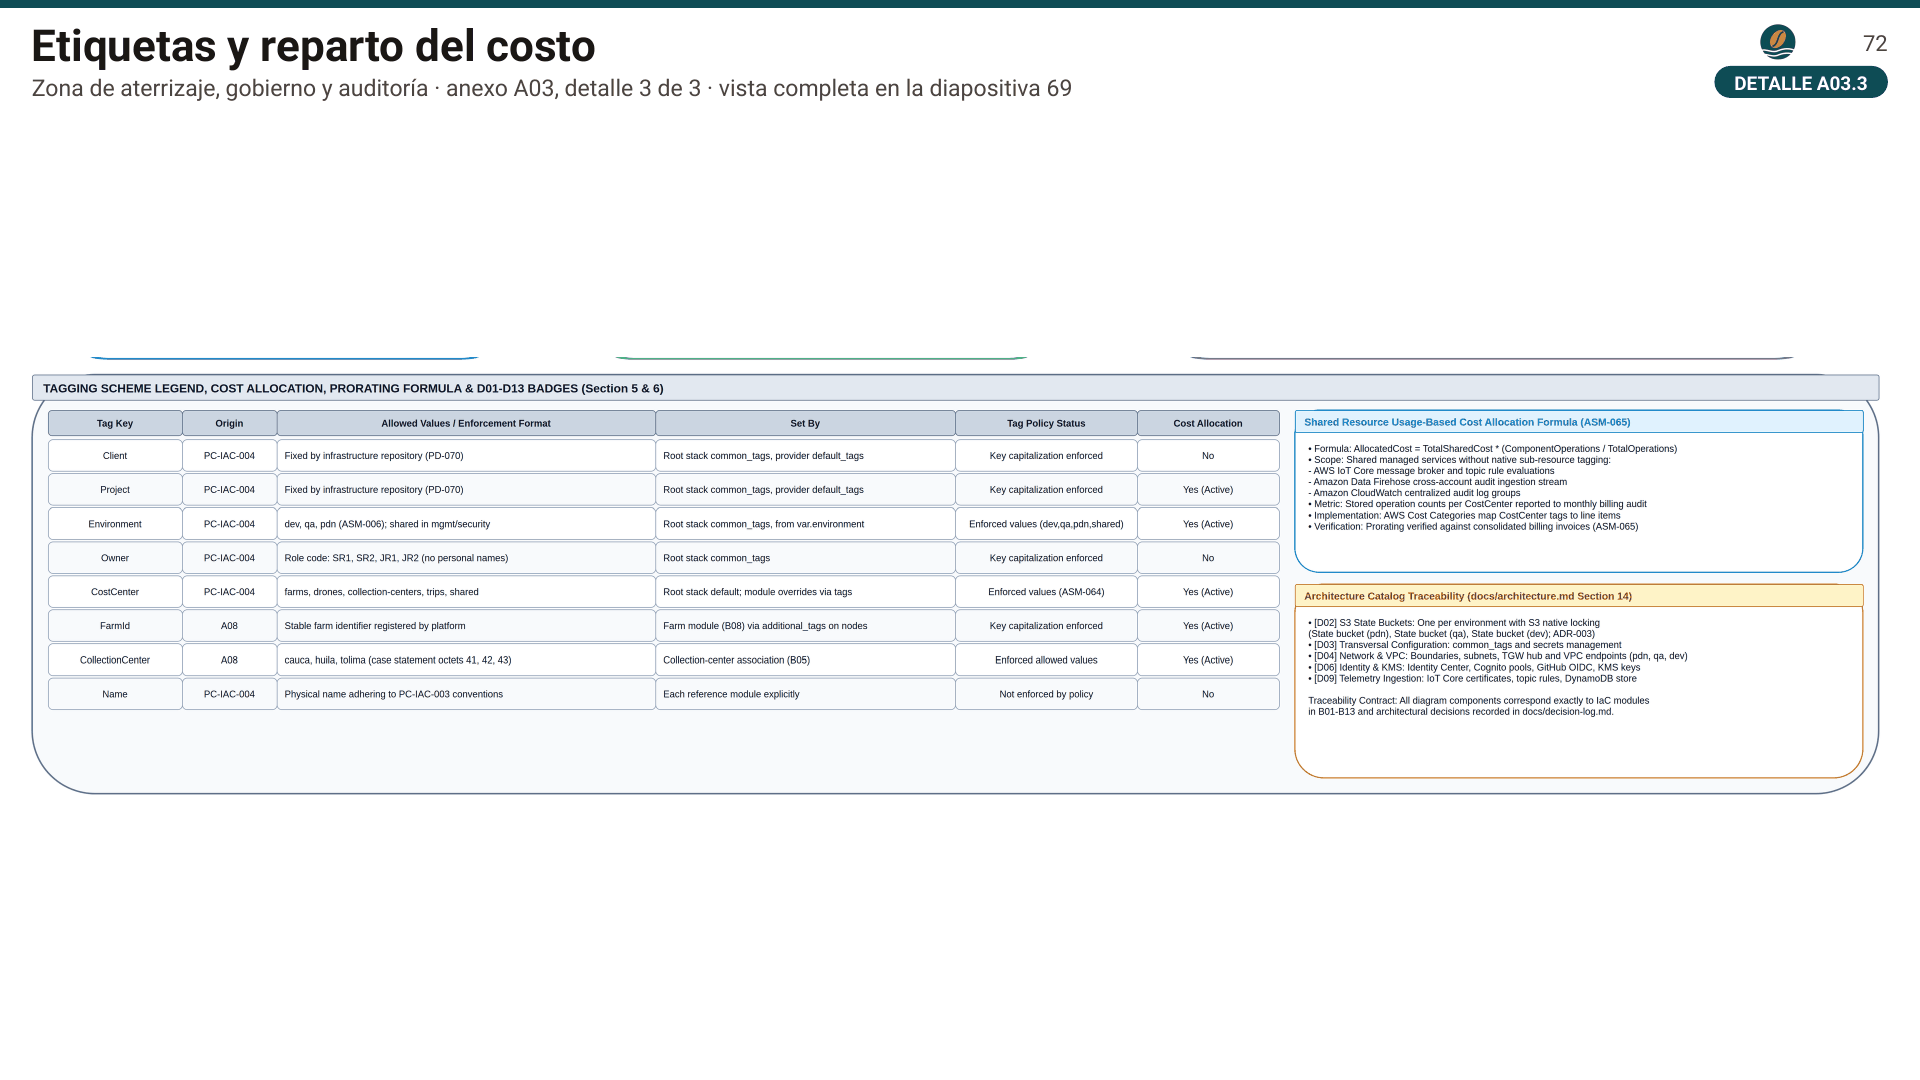 Etiquetas y reparto del costo
72
Zona de aterrizaje, gobierno y auditoría · anexo A03, detalle 3 de 3 · vista completa en la diapositiva 69
DETALLE A03.3
TAGGING SCHEME LEGEND, COST ALLOCATION, PRORATING FORMULA & D01-D13 BADGES (Section 5 & 6)
Tag Key Origin Allowed Values / Enforcement Format Set By Tag Policy Status Cost Allocation
Client PC-IAC-004 Fixed by infrastructure repository (PD-070) Root stack common_tags, provider default_tags Key capitalization enforced No
Project PC-IAC-004 Fixed by infrastructure repository (PD-070) Root stack common_tags, provider default_tags Key capitalization enforced Yes (Active)
Environment PC-IAC-004 dev, qa, pdn (ASM-006); shared in mgmt/security Root stack common_tags, from var.environment Enforced values (dev,qa,pdn,shared) Yes (Active)
Owner PC-IAC-004 Role code: SR1, SR2, JR1, JR2 (no personal names) Root stack common_tags Key capitalization enforced No
CostCenter PC-IAC-004 farms, drones, collection-centers, trips, shared Root stack default; module overrides via tags Enforced values (ASM-064) Yes (Active)
FarmId A08 Stable farm identifier registered by platform Farm module (B08) via additional_tags on nodes Key capitalization enforced Yes (Active)
CollectionCenter A08 cauca, huila, tolima (case statement octets 41, 42, 43) Collection-center association (B05) Enforced allowed values Yes (Active)
Name PC-IAC-004 Physical name adhering to PC-IAC-003 conventions Each reference module explicitly Not enforced by policy No
Shared Resource Usage-Based Cost Allocation Formula (ASM-065)
• Formula: AllocatedCost = TotalSharedCost * (ComponentOperations / TotalOperations)
• Scope: Shared managed services without native sub-resource tagging:
- AWS IoT Core message broker and topic rule evaluations
- Amazon Data Firehose cross-account audit ingestion stream
- Amazon CloudWatch centralized audit log groups
• Metric: Stored operation counts per CostCenter reported to monthly billing audit
• Implementation: AWS Cost Categories map CostCenter tags to line items
• Verification: Prorating verified against consolidated billing invoices (ASM-065)
Architecture Catalog Traceability (docs/architecture.md Section 14)
• [D02] S3 State Buckets: One per environment with S3 native locking
(State bucket (pdn), State bucket (qa), State bucket (dev); ADR-003)
• [D03] Transversal Configuration: common_tags and secrets management
• [D04] Network & VPC: Boundaries, subnets, TGW hub and VPC endpoints (pdn, qa, dev)
• [D06] Identity & KMS: Identity Center, Cognito pools, GitHub OIDC, KMS keys
• [D09] Telemetry Ingestion: IoT Core certificates, topic rules, DynamoDB store
Traceability Contract: All diagram components correspond exactly to IaC modules
in B01-B13 and architectural decisions recorded in docs/decision-log.md.